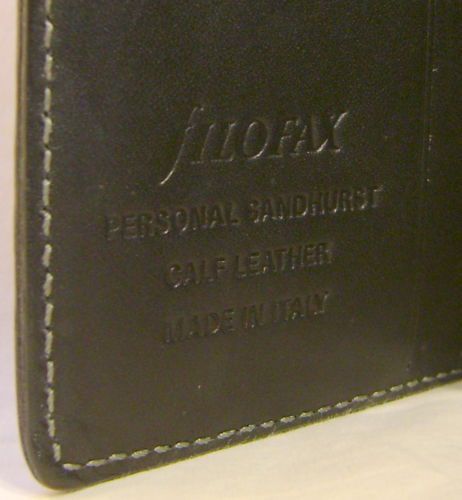 fILOFAX
PERSONAL SANDHURST
CALF LEATHER
MADE IN ITALY